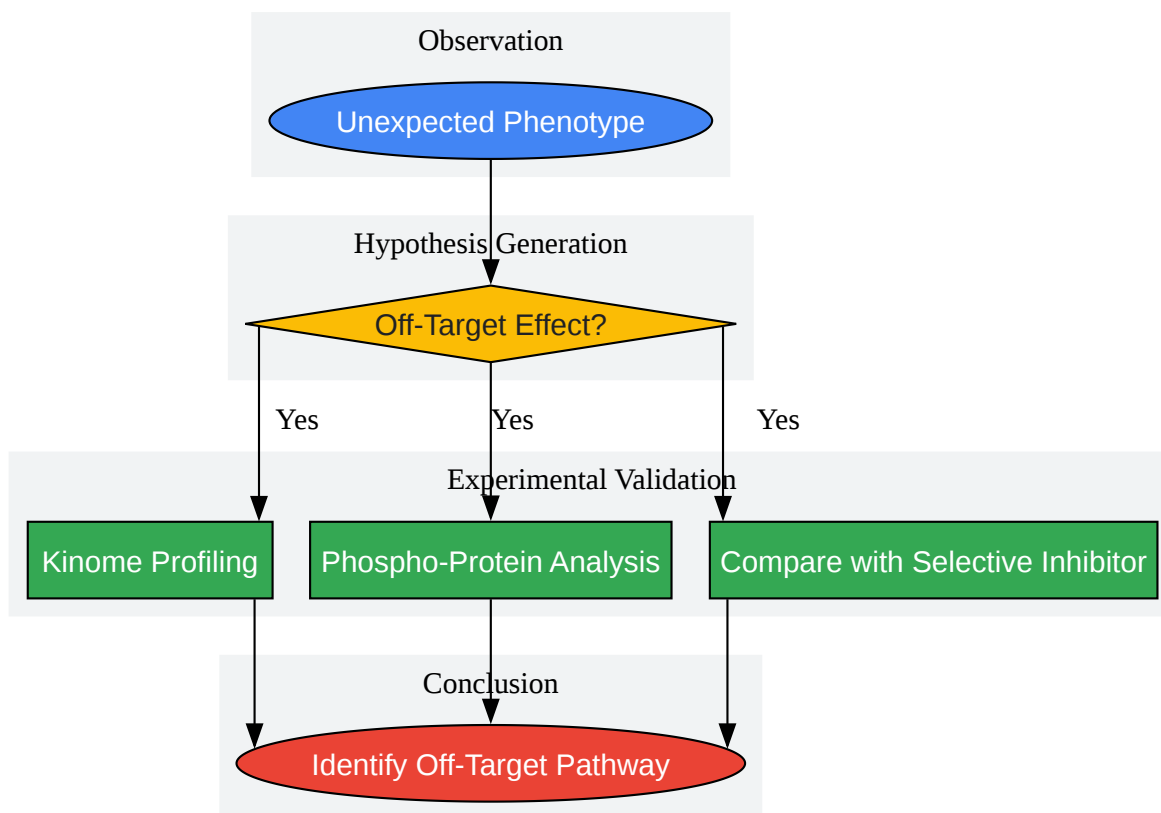 Observation
Unexpected Phenotype
Hypothesis Generation
Off-Target Effect?
Yes
Yes
Yes
Experimental Validation
Kinome Profiling
Phospho-Protein Analysis
Compare with Selective Inhibitor
Conclusion
Identify Off-Target Pathway